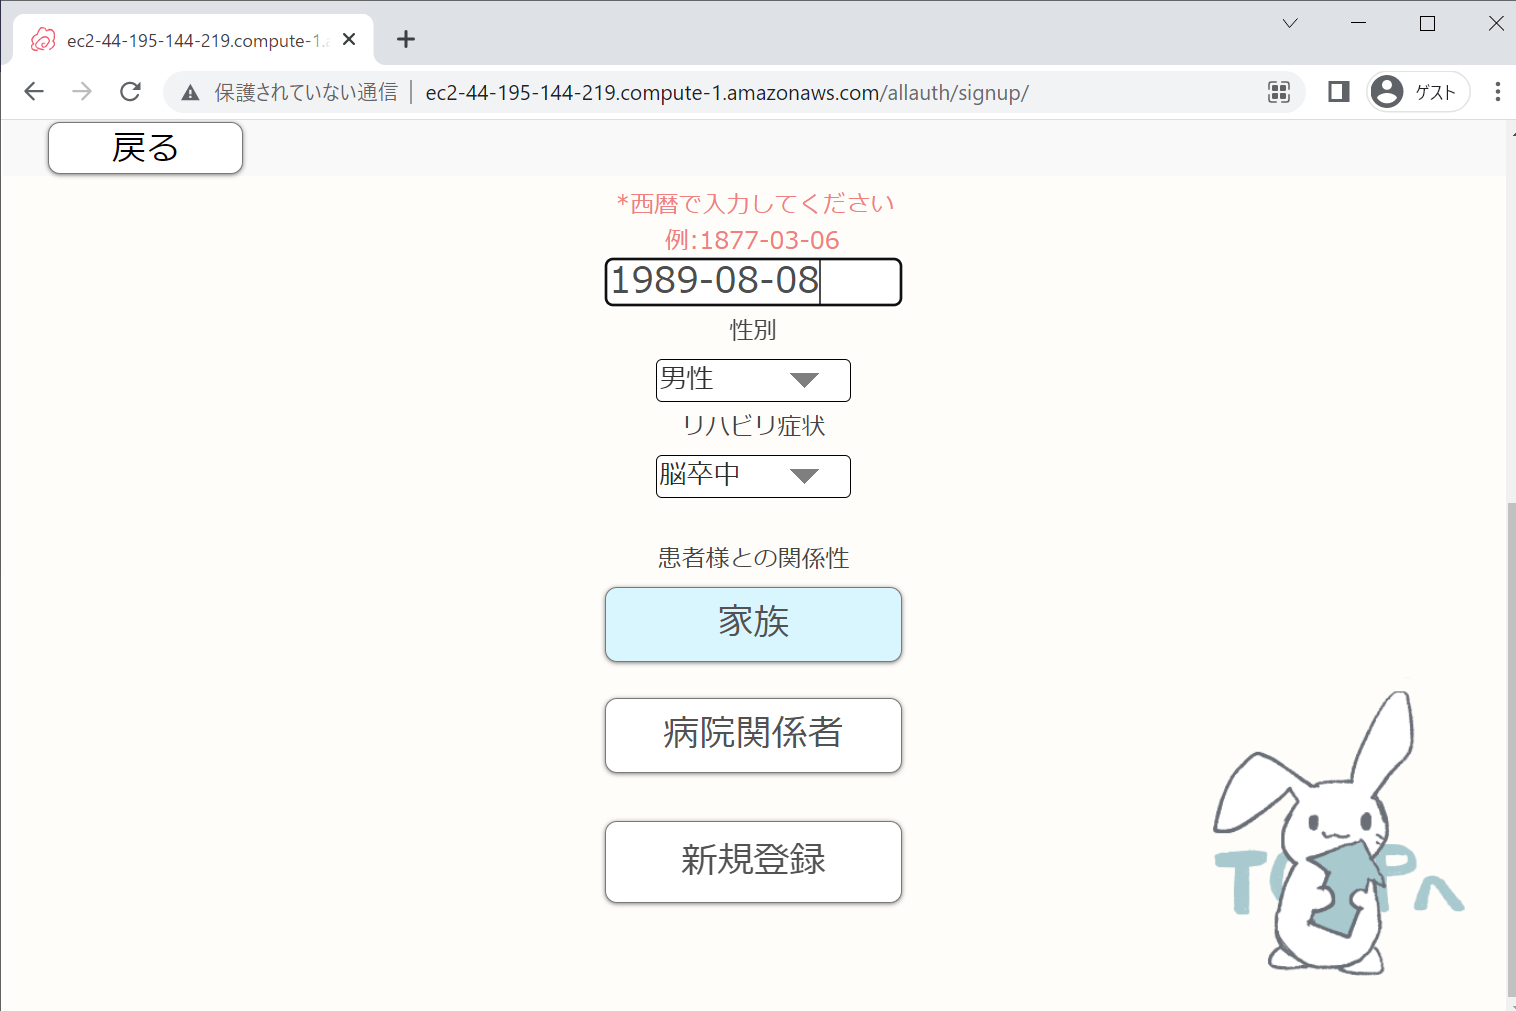 ec2-44-195-144-219.compute-1.a
保護されていない通信
ec2-44-195-144-219.compute-1.amazonaws.com/allauth/signup/
ゲスト
戻る
*西暦で入力してください
例:1877-03-06
1989-08-08
性別
男性
リハビリ症状
脳卒中
患者様との関係性
家族
病院関係者
新規登録